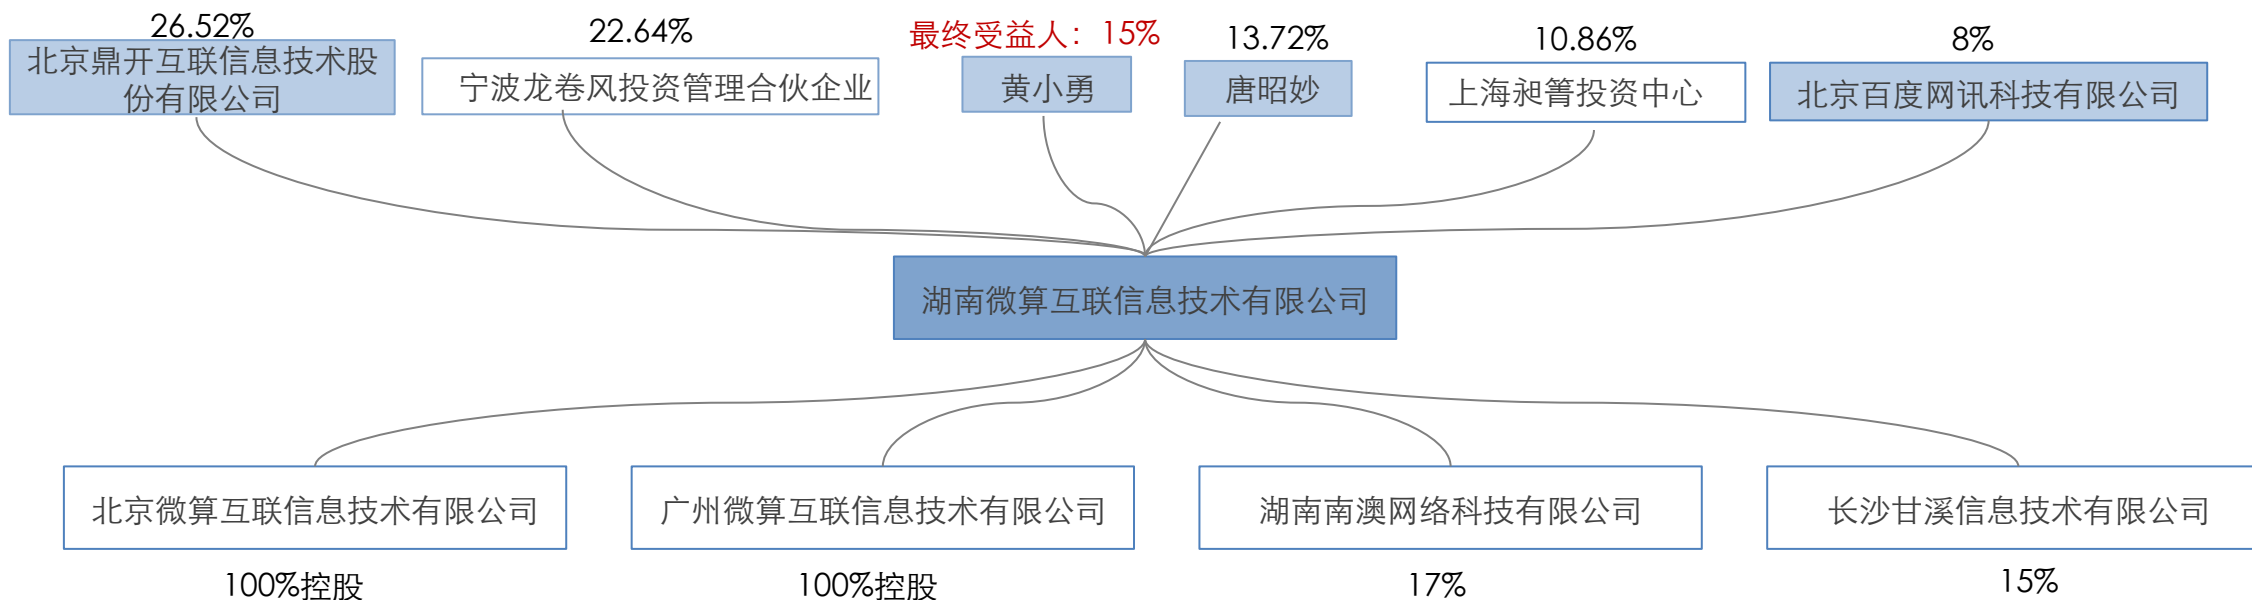 26.52%
22.64%
最终受益人：15%
13.72%
10.86%
8%
北京鼎开互联信息技术股
份有限公司
宁波龙卷风投资管理合伙企业
黄小勇
唐昭妙
上海昶箐投资中心
北京百度网讯科技有限公司
湖南微算互联信息技术有限公司
北京微算互联信息技术有限公司
广州微算互联信息技术有限公司
湖南南澳网络科技有限公司
长沙甘溪信息技术有限公司
100%控股
100%控股
17%
15%